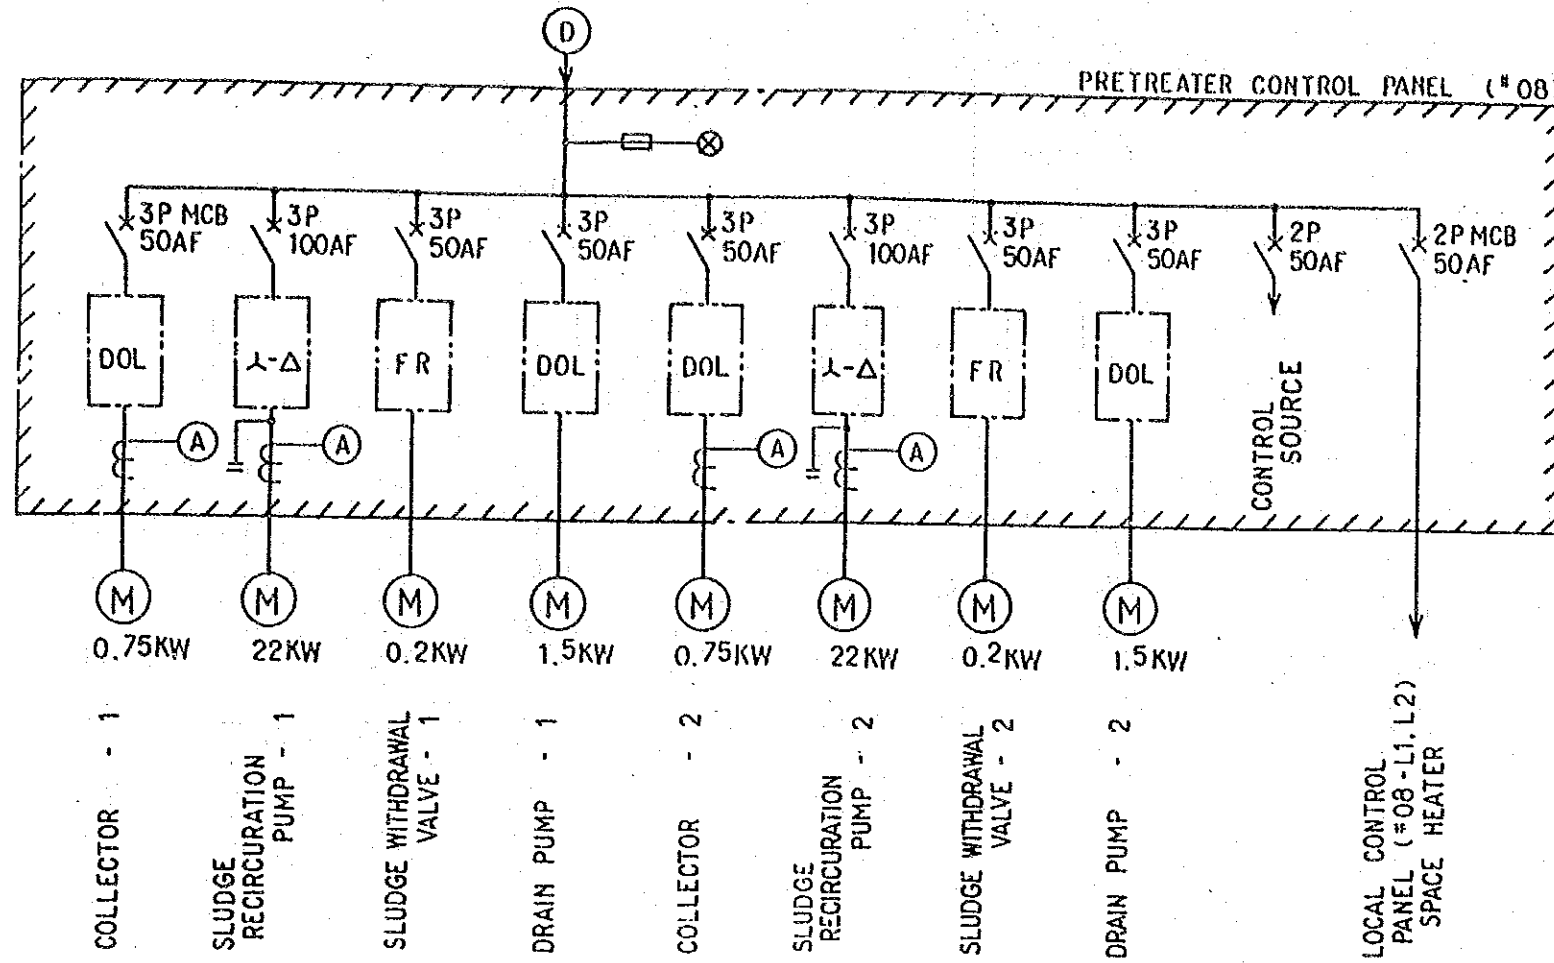 D
PRETREATER CONTROL PANEL (#08
3P MCB
50AF
3P
100AF
3P
50AF
3P
50AF
3P
50AF
3P
100AF
3P
50AF
3P
50AF
2P
50AF
2P MCB
50AF
DOL
⅄-Δ
FR
DOL
DOL
⅄-Δ
FR
DOL
CONTROL
SOURCE
A
A
A
A
M
M
M
M
M
M
M
M
0.75KW
22KW
0.2KW
1.5KW
0.75KW
22KW
0.2KW
1.5KW
COLLECTOR - 1
SLUDGE
RECIRCURATION
PUMP - 1
SLUDGE WITHDRAWAL
VALVE - 1
DRAIN PUMP - 1
COLLECTOR - 2
SLUDGE
RECIRCURATION
PUMP - 2
SLUDGE WITHDRAWAL
VALVE - 2
DRAIN PUMP - 2
LOCAL CONTROL
PANEL (#08-L1,L2)
SPACE HEATER